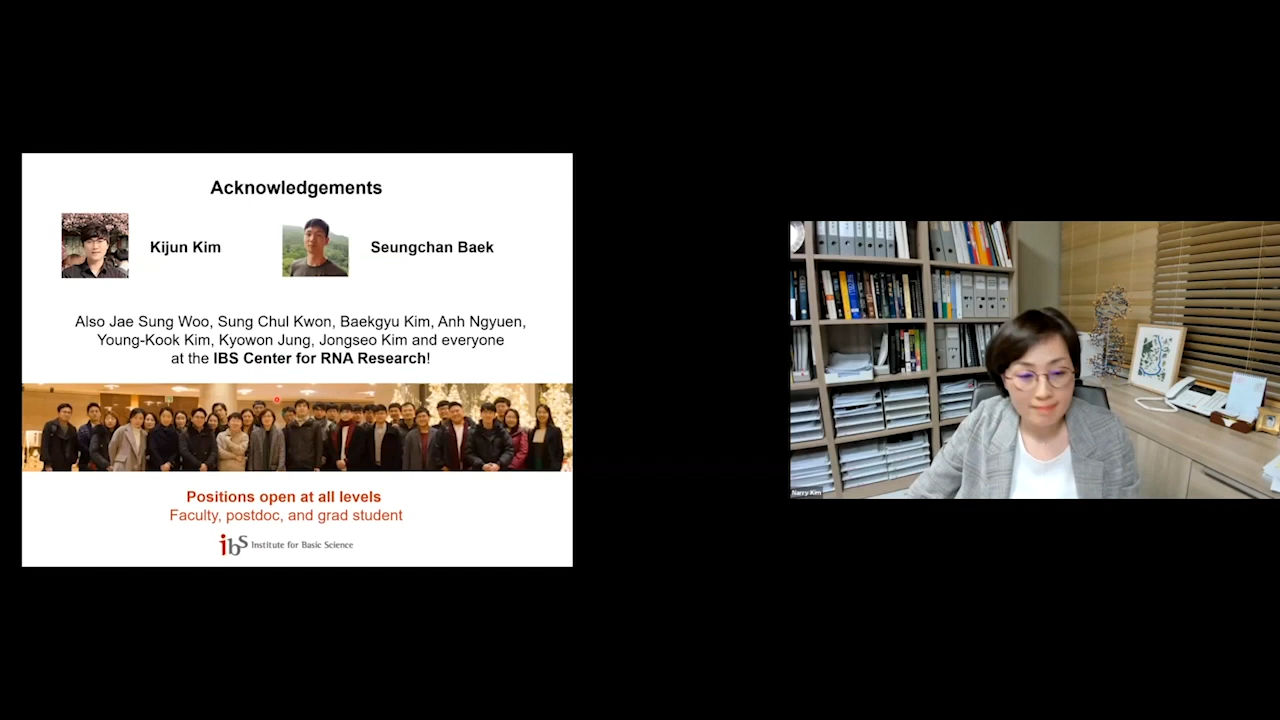 Acknowledgements
Kijun Kim
Seungchan Baek
Also Jae Sung Woo, Sung Chul Kwon, Baekgyu Kim, Anh Ngyuen,
Young-Kook Kim, Kyowon Jung, Jongseo Kim and everyone
at the IBS Center for RNA Research!
Positions open at all levels
Faculty, postdoc, and grad student
ibs Institute for Basic Science
Narry Kim